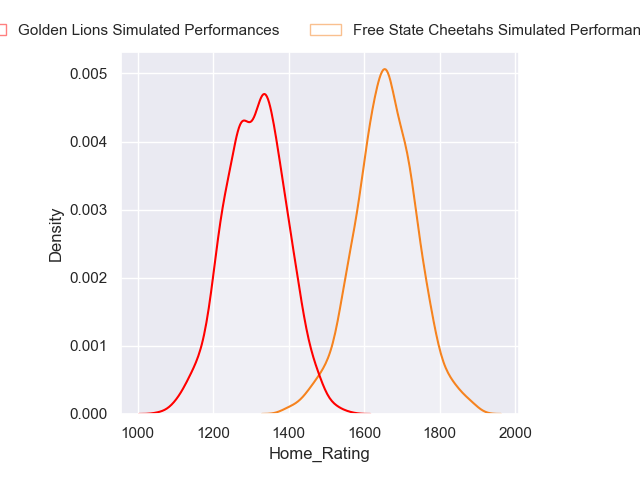 Golden Lions Simulated Performances Free State Cheetahs Simulated Performan
0.005
0.004
0.003
0.002
0.001
0.000
Density
1000 1200 1400 1600 1800 2000
Home_Rating